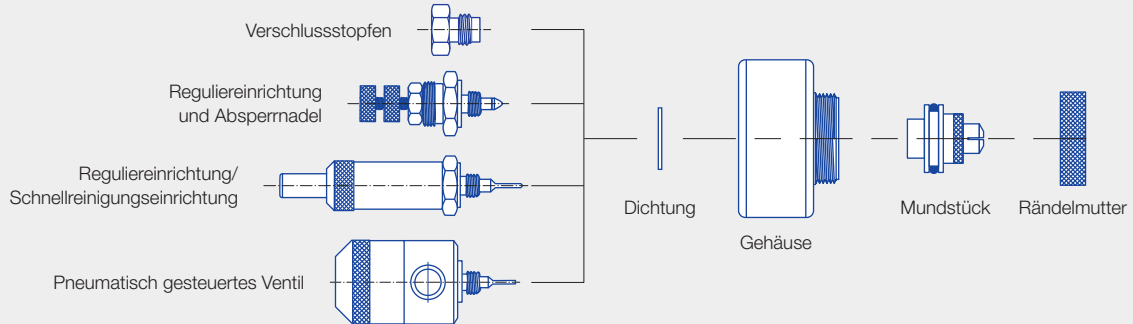 Verschlussstopfen
Reguliereinrichtung
und Absperrnadel
Reguliereinrichtung/
Schnellreinigungseinrichtung
Pneumatisch gesteuertes Ventil
Dichtung
Gehäuse
Mundstück
Rändelmutter